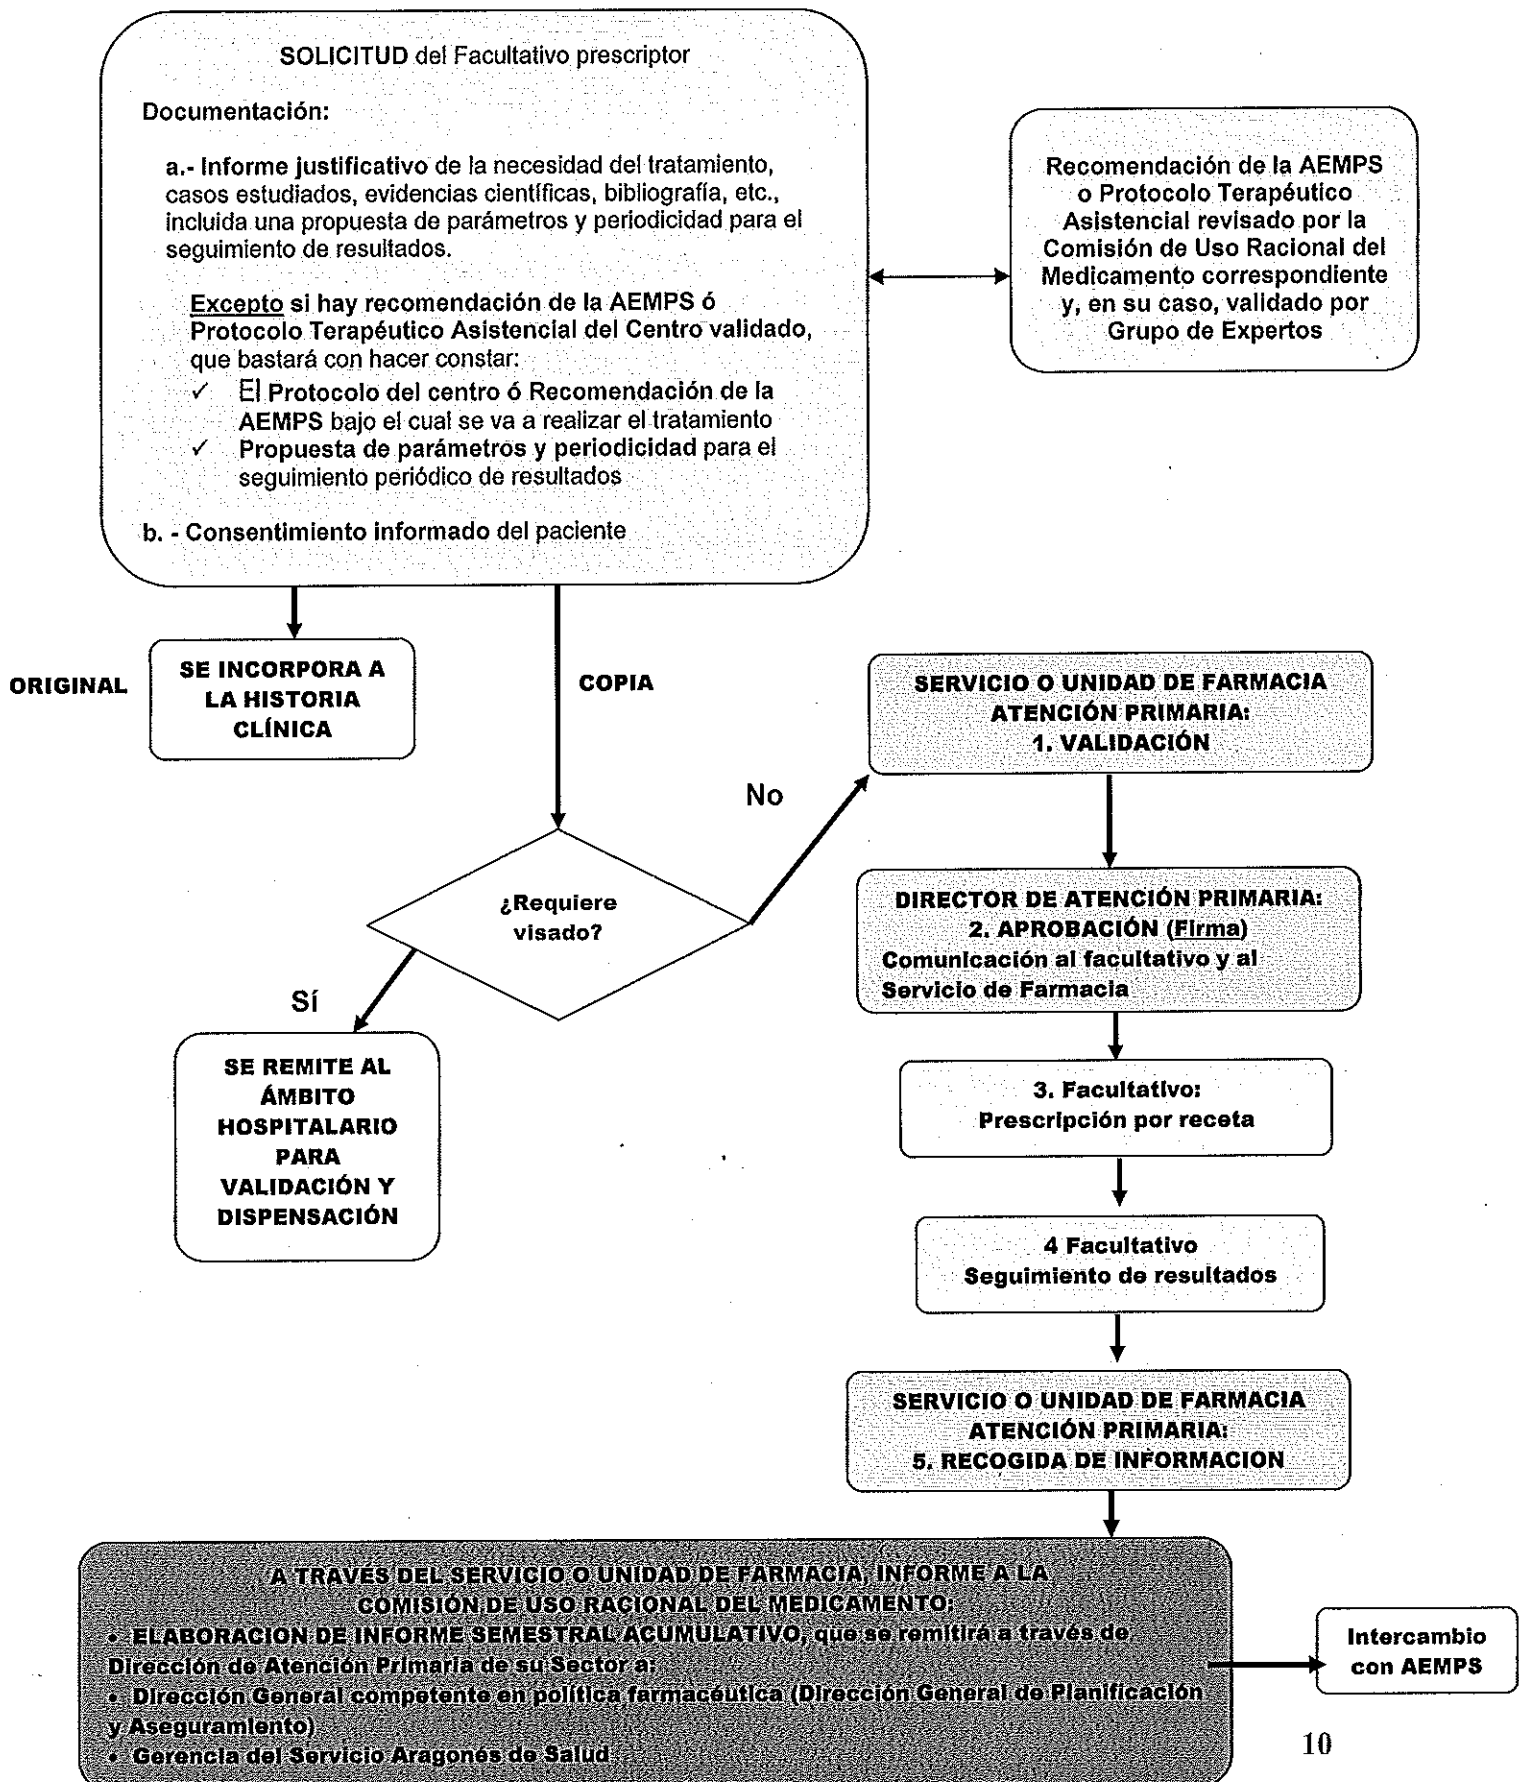 SOLICITUD del Facultativo prescriptor
Documentación:
a.- Informe justificativo de la necesidad del tratamiento,
casos estudiados, evidencias científicas, bibliografía, etc.,
incluida una propuesta de parámetros y periodicidad para el
seguimiento de resultados.
Excepto si hay recomendación de la AEMPS ó
Protocolo Terapéutico Asistencial del Centro validado,
que bastará con hacer constar:
✓ El Protocolo del centro ó Recomendación de la
AEMPS bajo el cual se va a realizar el tratamiento
✓ Propuesta de parámetros y periodicidad para el
seguimiento periódico de resultados
b. - Consentimiento informado del paciente
Recomendación de la AEMPS
o Protocolo Terapéutico
Asistencial revisado por la
Comisión de Uso Racional del
Medicamento correspondiente
y, en su caso, validado por
Grupo de Expertos
ORIGINAL
SE INCORPORA A
LA HISTORIA
CLÍNICA
COPIA
¿Requiere
visado?
No
Sí
SE REMITE AL
ÁMBITO
HOSPITALARIO
PARA
VALIDACIÓN Y
DISPENSACIÓN
SERVICIO O UNIDAD DE FARMACIA
ATENCIÓN PRIMARIA:
1. VALIDACIÓN
DIRECTOR DE ATENCIÓN PRIMARIA:
2. APROBACIÓN (Firma)
Comunicación al facultativo y al
Servicio de Farmacia
3. Facultativo:
Prescripción por receta
4 Facultativo
Seguimiento de resultados
SERVICIO O UNIDAD DE FARMACIA
ATENCIÓN PRIMARIA:
5. RECOGIDA DE INFORMACION
A TRAVÉS DEL SERVICIO O UNIDAD DE FARMACIA, INFORME A LA
COMISIÓN DE USO RACIONAL DEL MEDICAMENTO:
• ELABORACION DE INFORME SEMESTRAL ACUMULATIVO, que se remitirá a través de
Dirección de Atención Primaria de su Sector a:
• Dirección General competente en política farmacéutica (Dirección General de Planificación
y Aseguramiento)
• Gerencia del Servicio Aragonés de Salud
Intercambio
con AEMPS
10